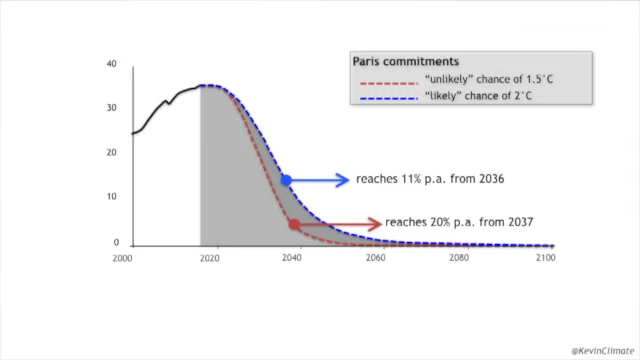 Paris commitments
"unlikely" chance of 1.5°C
"likely" chance of 2°C
40
30
20
10
0
reaches 11% p.a. from 2036
reaches 20% p.a. from 2037
2000 2020 2040 2060 2080 2100
@KevinClimate